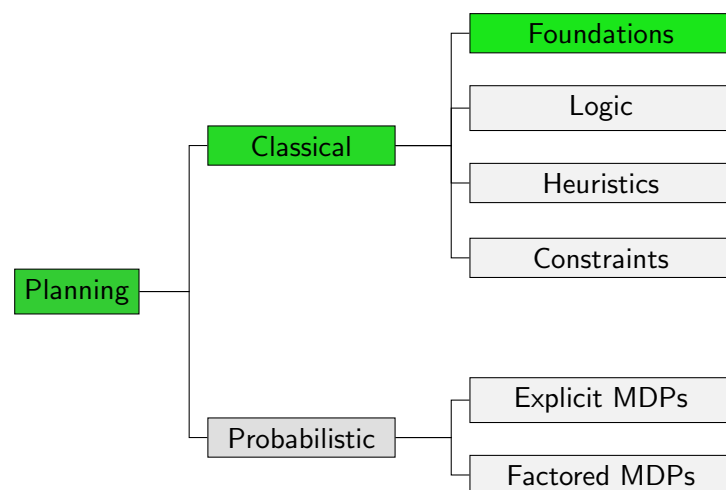 Foundations
Logic
Classical
Heuristics
Constraints
Planning
Explicit MDPs
Probabilistic
Factored MDPs